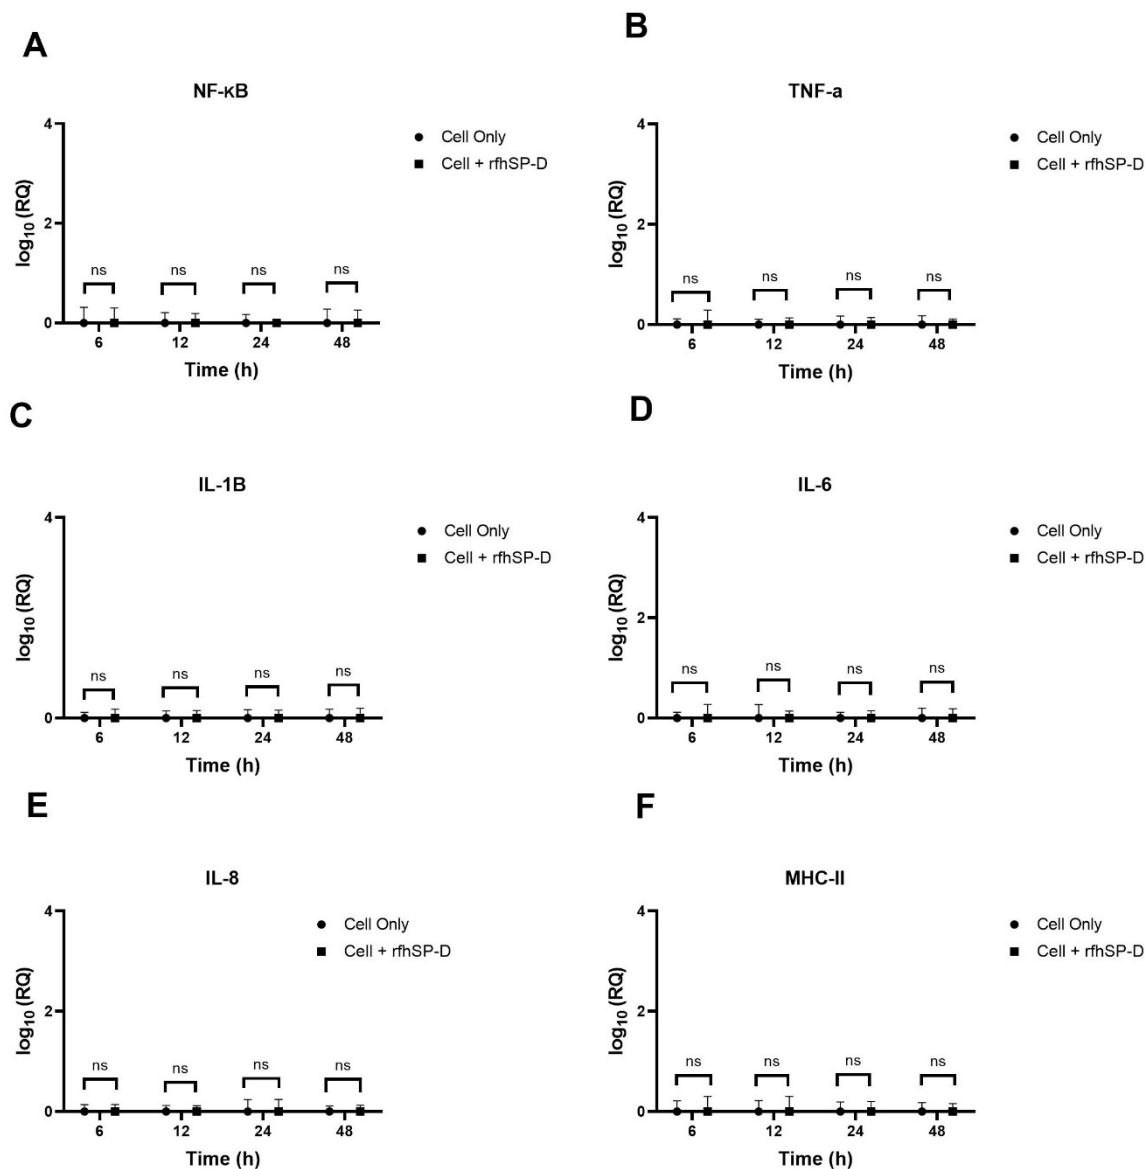 A
NF-κB
4
2
0
log10 (RQ)
ns ns ns ns
6 12 24 48
Time (h)
Cell Only
Cell + rfhSP-D
B
TNF-a
4
2
0
log10 (RQ)
ns ns ns ns
6 12 24 48
Time (h)
Cell Only
Cell + rfhSP-D
C
IL-1B
4
0
log10 (RQ)
ns ns ns ns
6 12 24 48
Time (h)
Cell Only
Cell + rfhSP-D
D
IL-6
4
2
0
log10 (RQ)
ns ns ns ns
6 12 24 48
Time (h)
Cell Only
Cell + rfhSP-D
E
IL-8
4
2
0
log10 (RQ)
ns ns ns ns
6 12 24 48
Time (h)
Cell Only
Cell + rfhSP-D
F
MHC-II
4
2
0
log10 (RQ)
ns ns ns ns
6 12 24 48
Time (h)
Cell Only
Cell + rfhSP-D